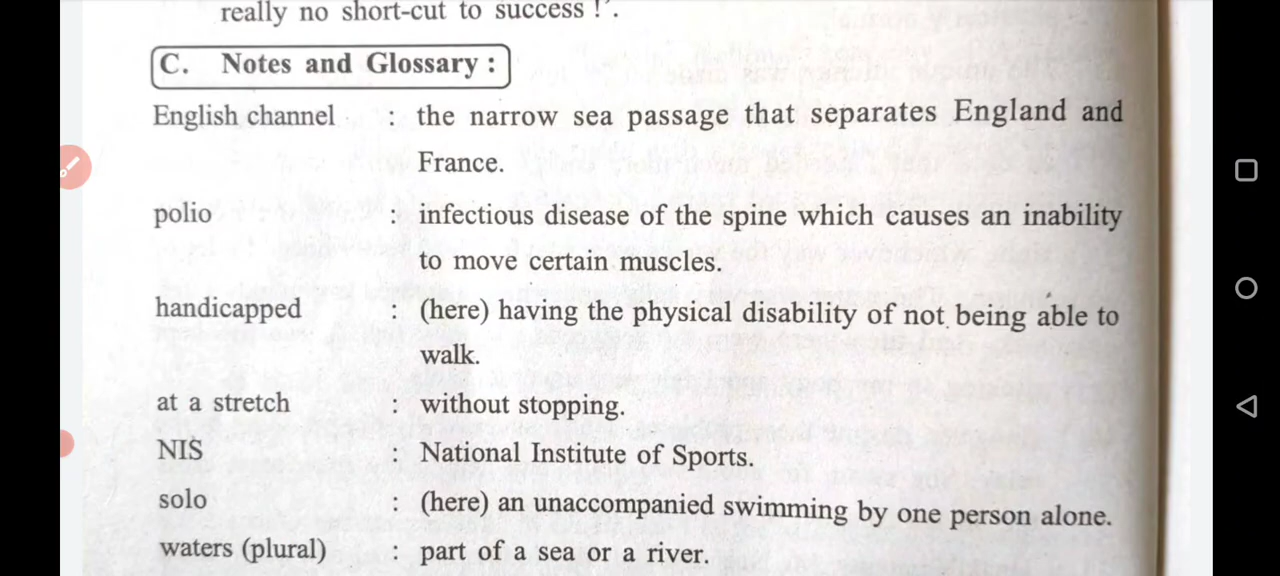 really no short-cut to success !'.
C. Notes and Glossary :
English channel : the narrow sea passage that separates England and
France.
polio : infectious disease of the spine which causes an inability
to move certain muscles.
handicapped : (here) having the physical disability of not being able to
walk.
at a stretch : without stopping.
NIS : National Institute of Sports.
solo : (here) an unaccompanied swimming by one person alone.
waters (plural) : part of a sea or a river.